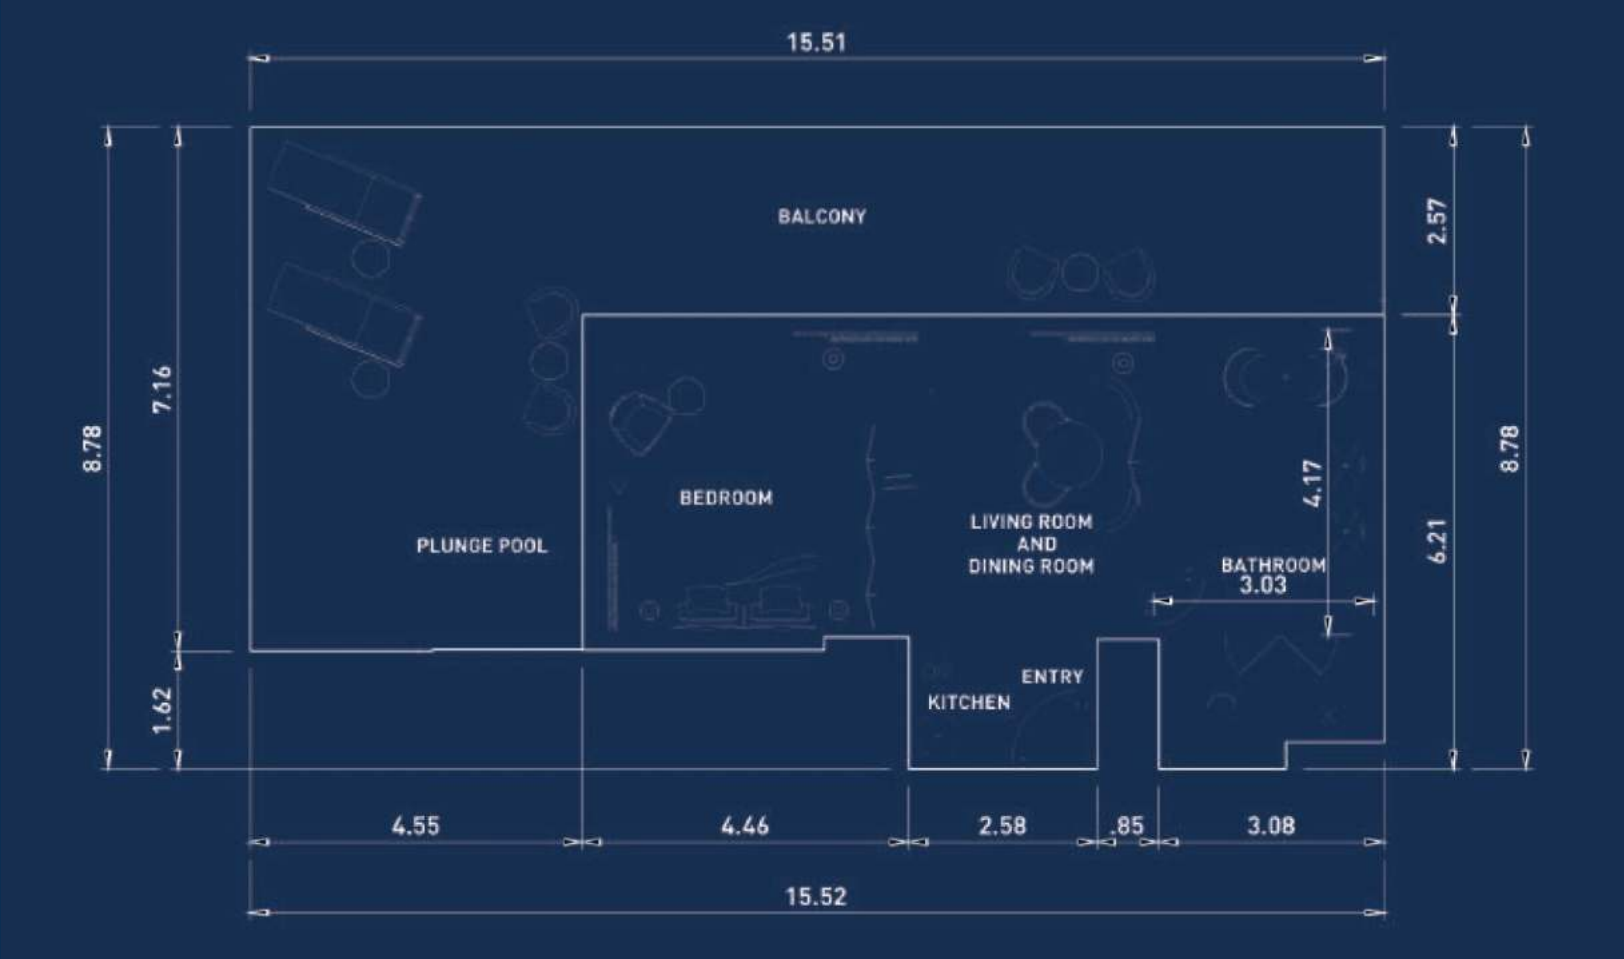 15.51
BALCONY
2.57
7.16
8.78
8.78
4.17
BEDROOM
LIVING ROOM
AND
DINING ROOM
PLUNGE POOL
6.21
BATHROOM
3.03
ENTRY
KITCHEN
1.62
4.55
4.46
2.58
.85
3.08
15.52